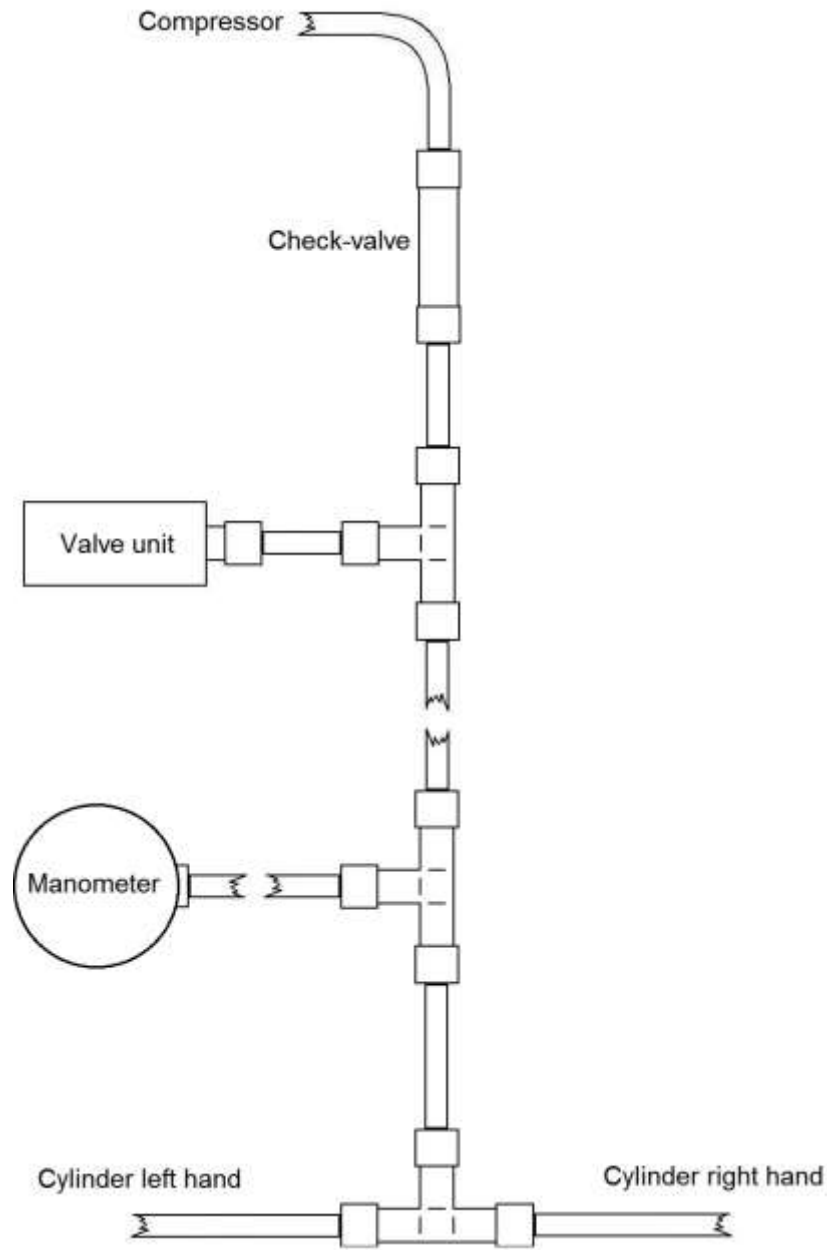 Compressor
Check-valve
Valve unit
Manometer
Cylinder left hand
Cylinder right hand